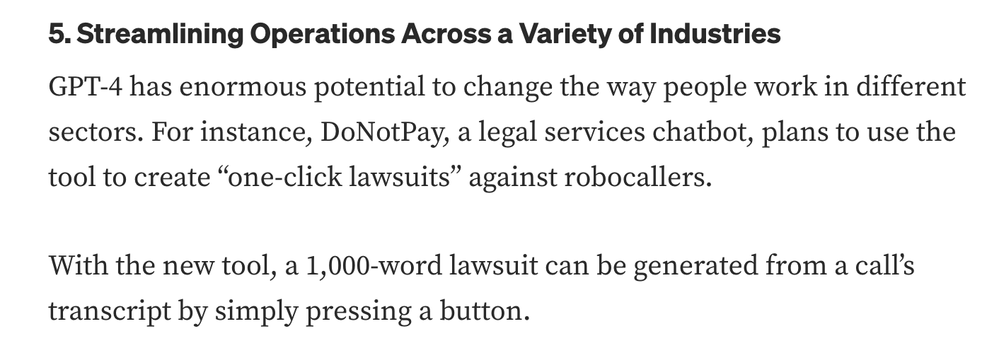 5. Streamlining Operations Across a Variety of Industries
GPT-4 has enormous potential to change the way people work in different
sectors. For instance, DoNotPay, a legal services chatbot, plans to use the
tool to create “one-click lawsuits” against robocallers.
With the new tool, a 1,000-word lawsuit can be generated from a call’s
transcript by simply pressing a button.